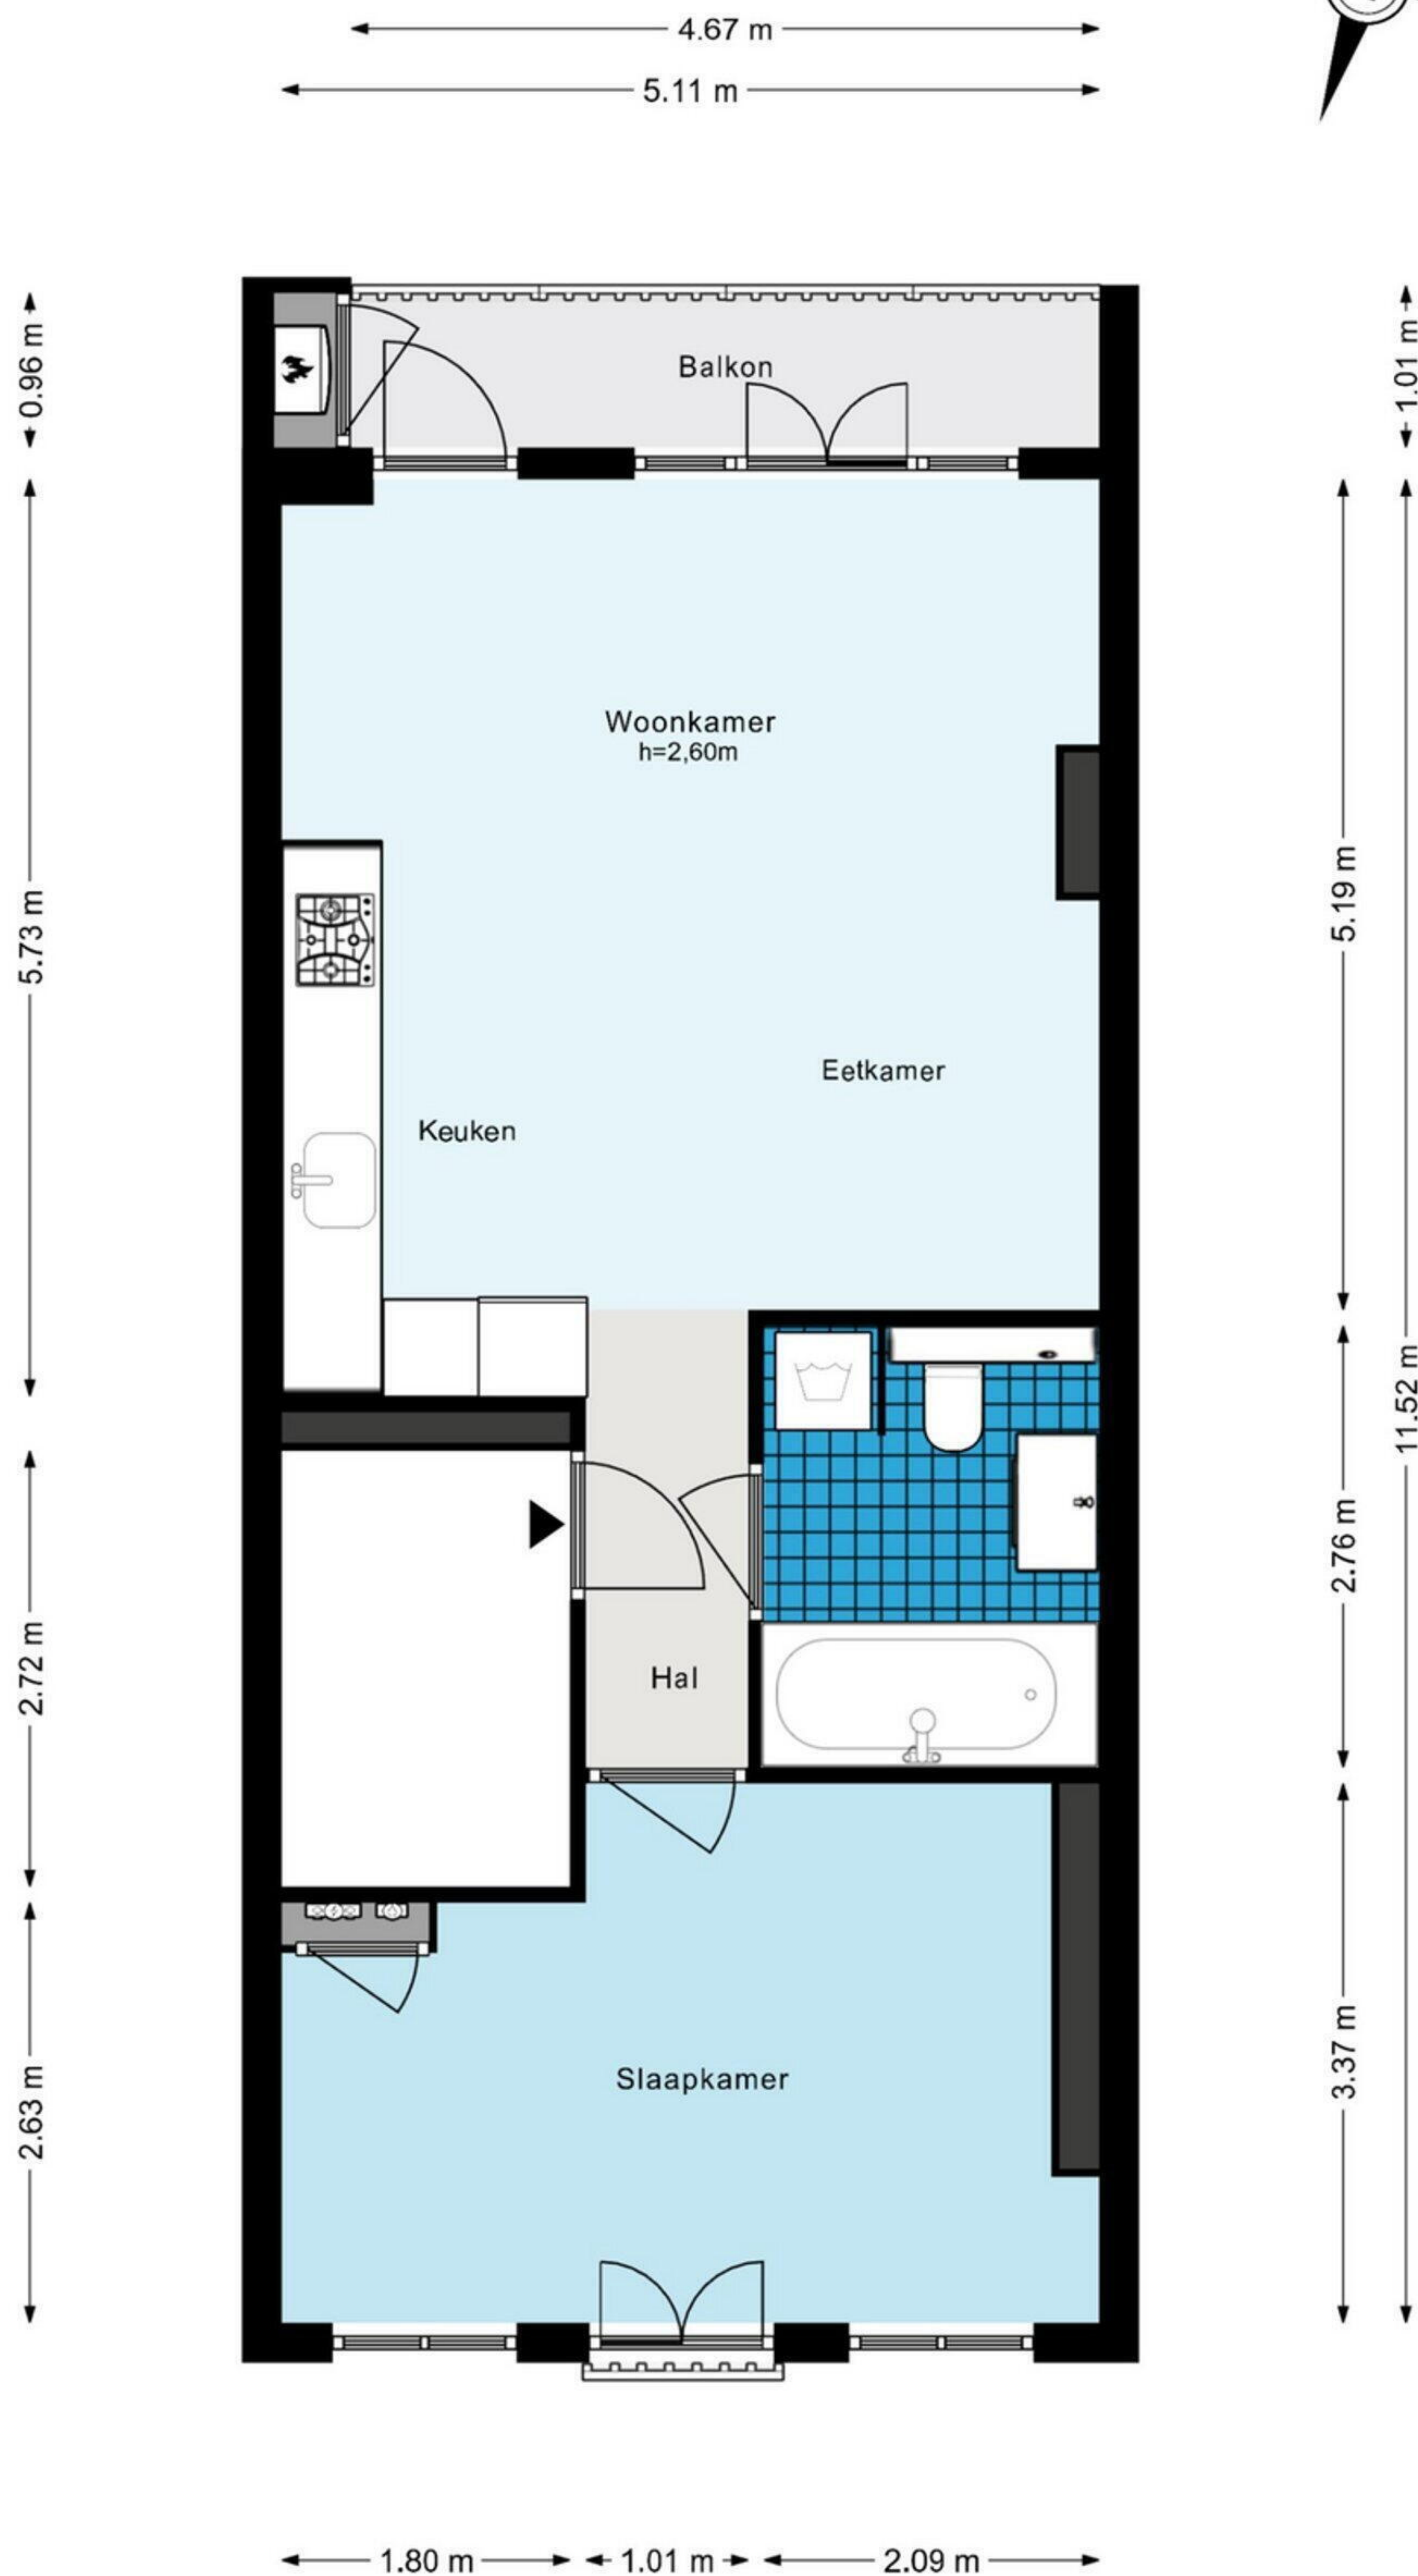 4.67 m
5.11 m
0.96 m
1.01 m
Balkon
Woonkamer
h=2,60m
5.73 m
5.19 m
Eetkamer
Keuken
11.52 m
2.76 m
2.72 m
Hal
3.37 m
Slaapkamer
2.63 m
1.80 m
1.01 m
2.09 m